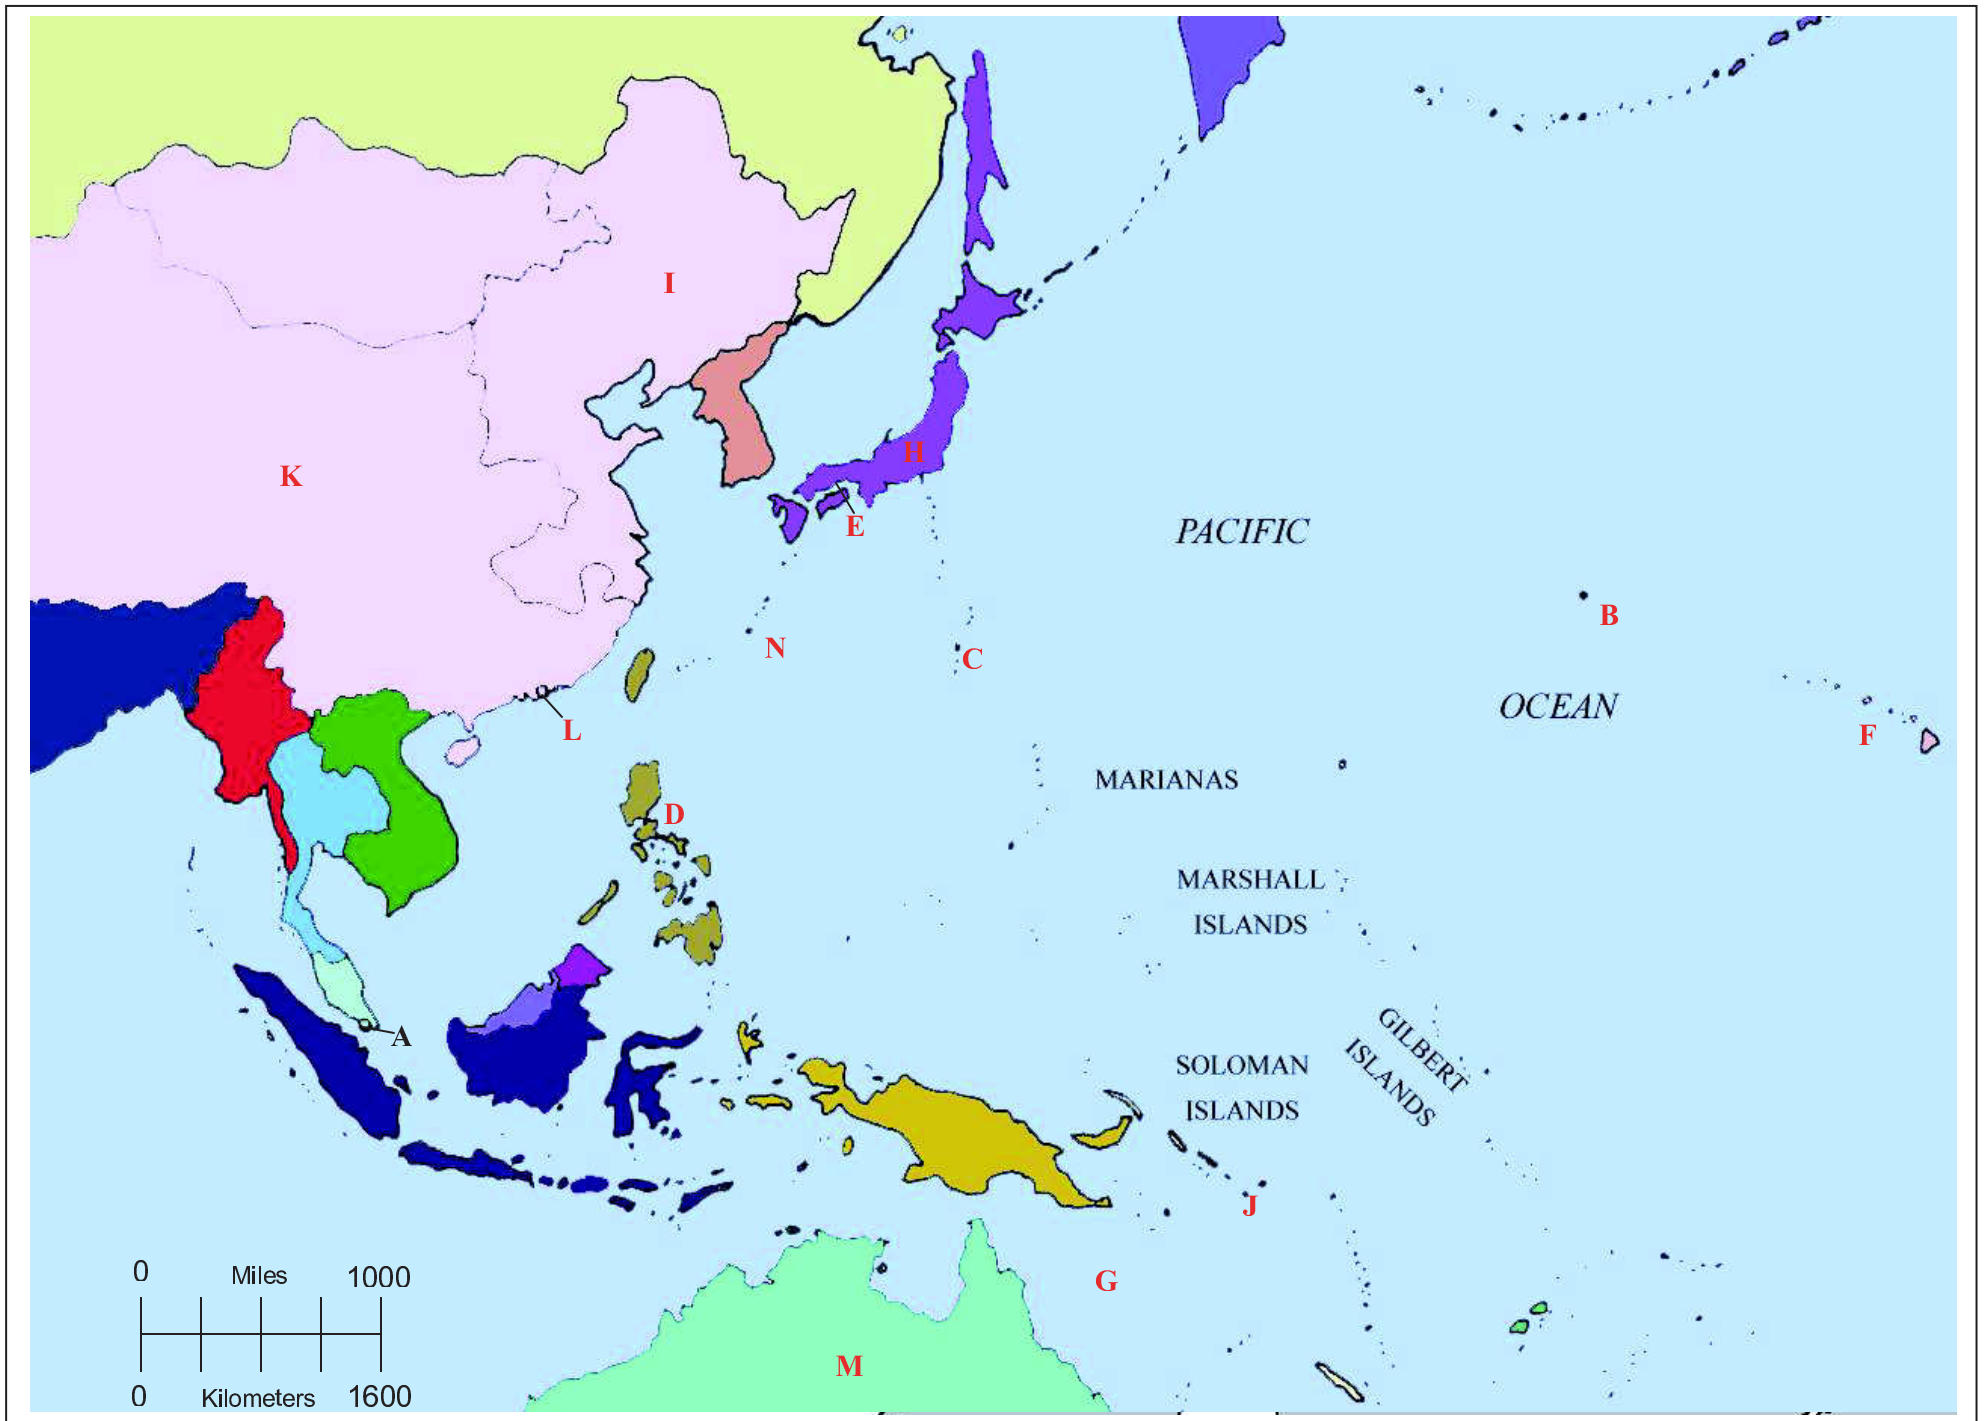 I
K
H
E
PACIFIC
B
N
C
L
OCEAN
F
MARIANAS
D
MARSHALL
ISLANDS
A
GILBERT
ISLANDS
SOLOMAN
ISLANDS
J
G
0 Miles 1000
M
0 Kilometers 1600